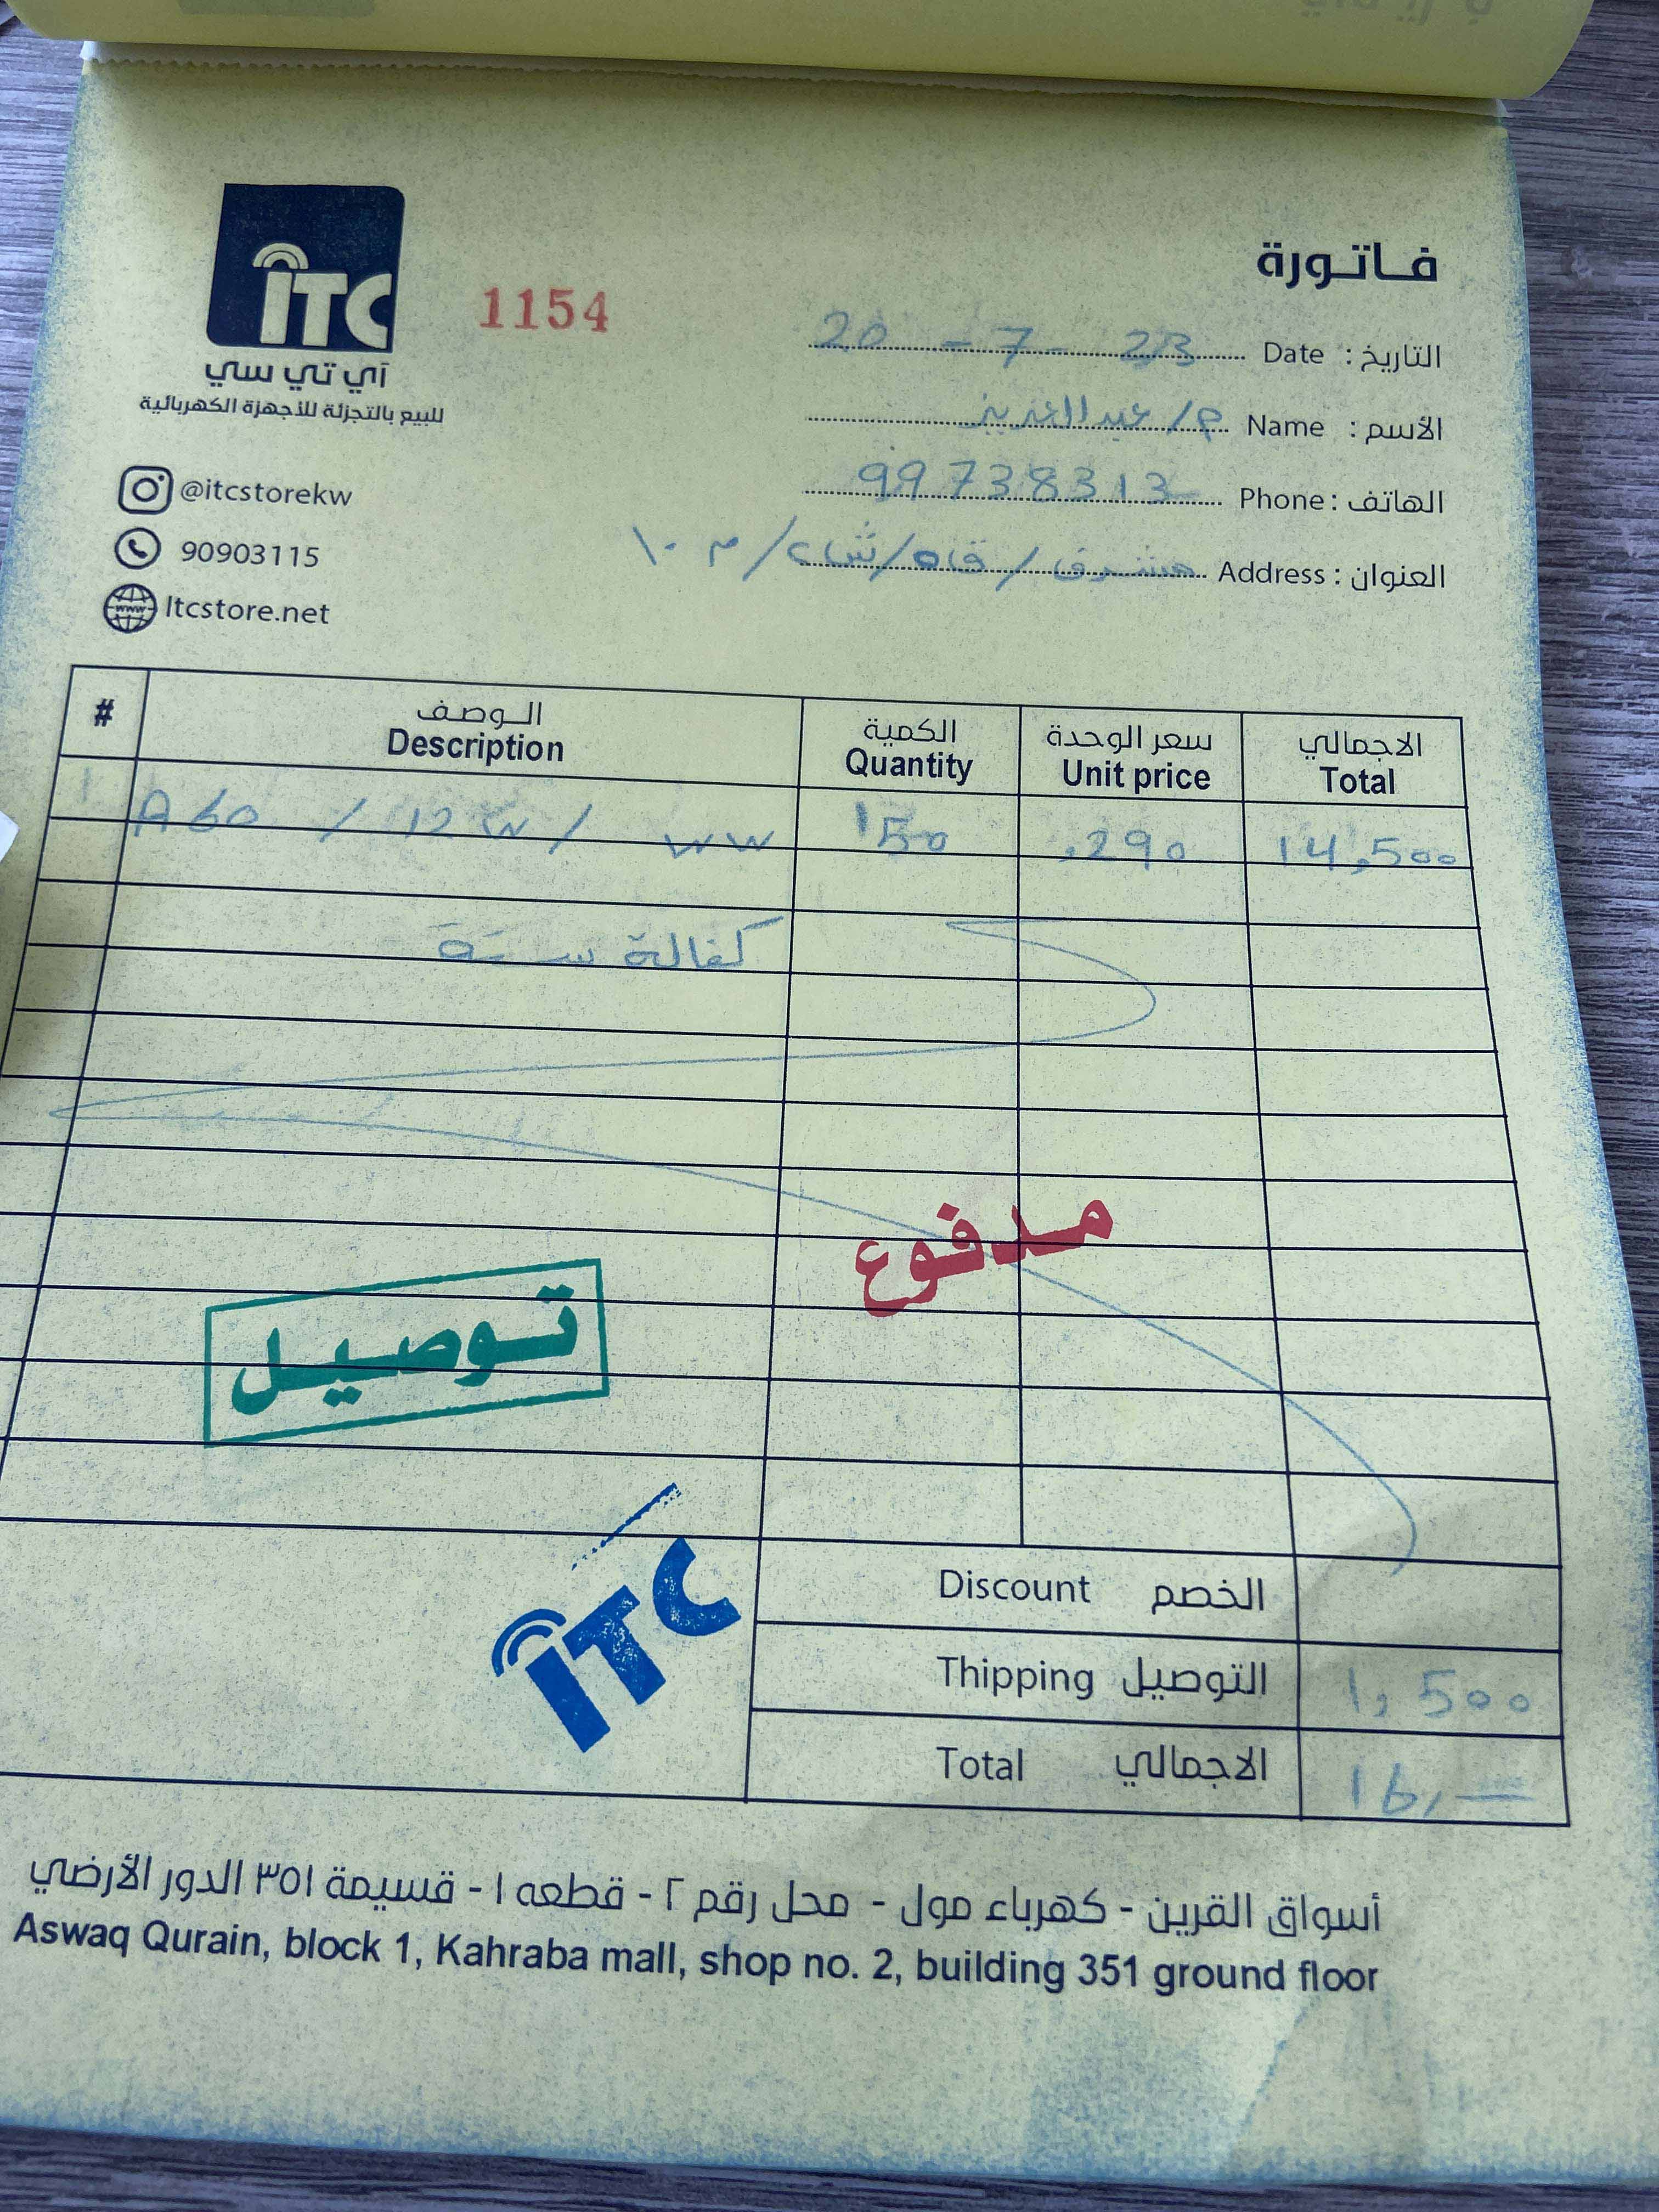 فاتورة
ITC
1154
آي تي سي
للبيع بالتجزئة للأجهزة الكهربائية
التاريخ : Date 20 - 7 - 23
الأسم : Name م/ عبدالعزيز
الهاتف : Phone 99738313
العنوان : Address مشرف / ق٥ / ش٤ / م ١٠
@itcstorekw
90903115
www
Itcstore.net
# الوصف الكمية سعر الوحدة الاجمالي
Description Quantity Unit price Total
1 A60 / 12 W / WW 50 .290 14,500
كفالة سنة
مدفوع
توصيل
ITC
Discount الخصم
Thipping التوصيل 1,500
Total الاجمالي 16,—
أسواق القرين - كهرباء مول - محل رقم ٢ - قطعه ١ - قسيمة ٣٥١ الدور الأرضي
Aswaq Qurain, block 1, Kahraba mall, shop no. 2, building 351 ground floor